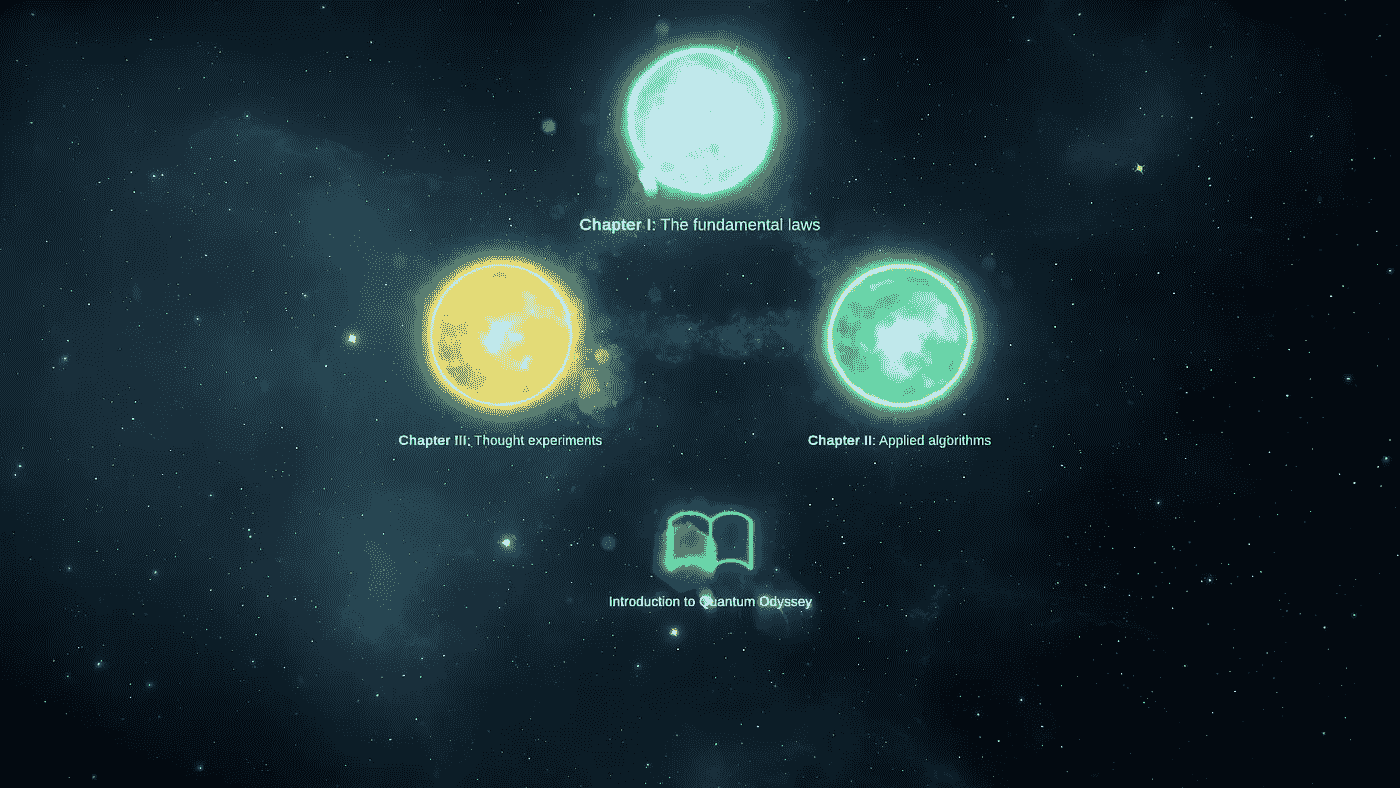 Chapter I: The fundamental laws
Chapter III: Thought experiments
Chapter II: Applied algorithms
Introduction to Quantum Odyssey